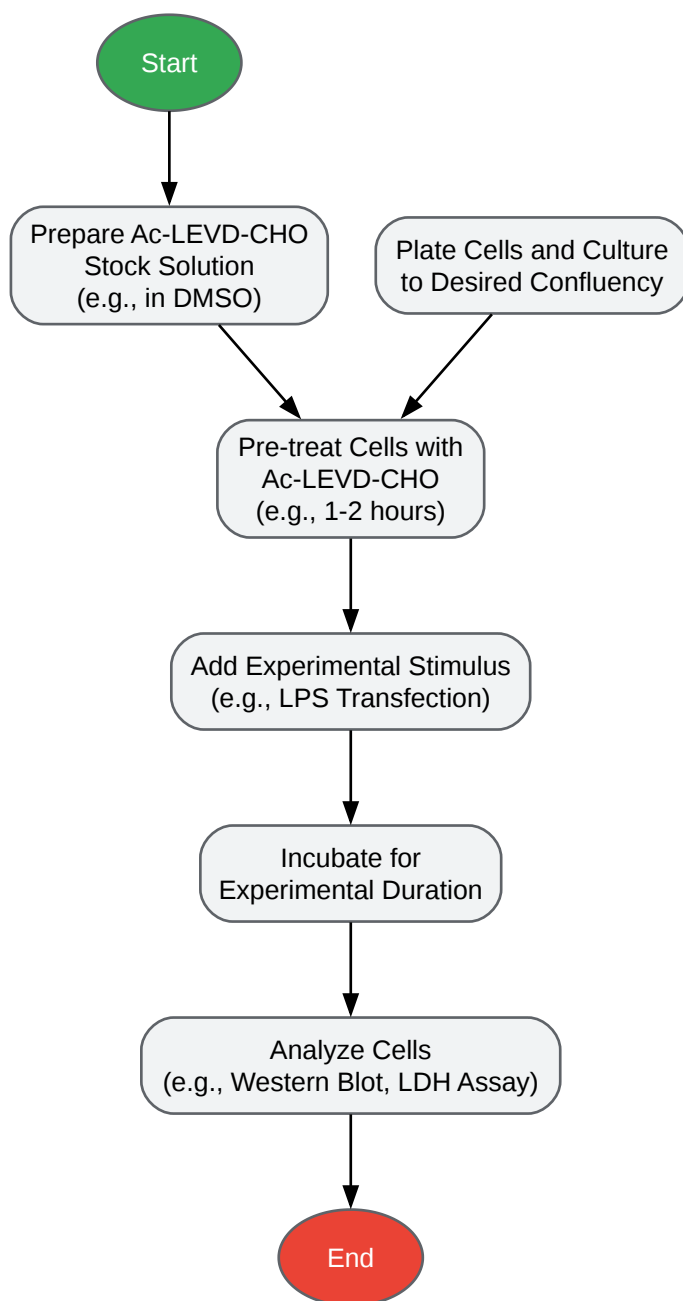 Start
Prepare Ac-LEVD-CHO
Stock Solution
(e.g., in DMSO)
Plate Cells and Culture
to Desired Confluency
Pre-treat Cells with
Ac-LEVD-CHO
(e.g., 1-2 hours)
Add Experimental Stimulus
(e.g., LPS Transfection)
Incubate for
Experimental Duration
Analyze Cells
(e.g., Western Blot, LDH Assay)
End